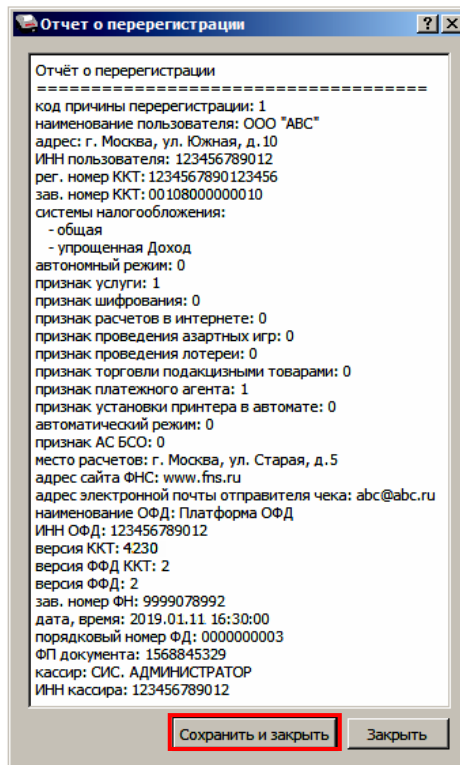 Отчет о перерегистрации
Отчёт о перерегистрации
=====================================
код причины перерегистрации: 1
наименование пользователя: ООО "АВС"
адрес: г. Москва, ул. Южная, д.10
ИНН пользователя: 123456789012
рег. номер ККТ: 1234567890123456
зав. номер ККТ: 00108000000010
системы налогообложения:
- общая
- упрощенная Доход
автономный режим: 0
признак услуги: 1
признак шифрования: 0
признак расчетов в интернете: 0
признак проведения азартных игр: 0
признак проведения лотереи: 0
признак торговли подакцизными товарами: 0
признак платежного агента: 1
признак установки принтера в автомате: 0
автоматический режим: 0
признак АС БСО: 0
место расчетов: г. Москва, ул. Старая, д.5
адрес сайта ФНС: www.fns.ru
адрес электронной почты отправителя чека: abc@abc.ru
наименование ОФД: Платформа ОФД
ИНН ОФД: 123456789012
версия ККТ: 4230
версия ФФД ККТ: 2
версия ФФД: 2
зав. номер ФН: 9999078992
дата, время: 2019.01.11 16:30:00
порядковый номер ФД: 0000000003
ФП документа: 1568845329
кассир: СИС. АДМИНИСТРАТОР
ИНН кассира: 123456789012
Сохранить и закрыть Закрыть